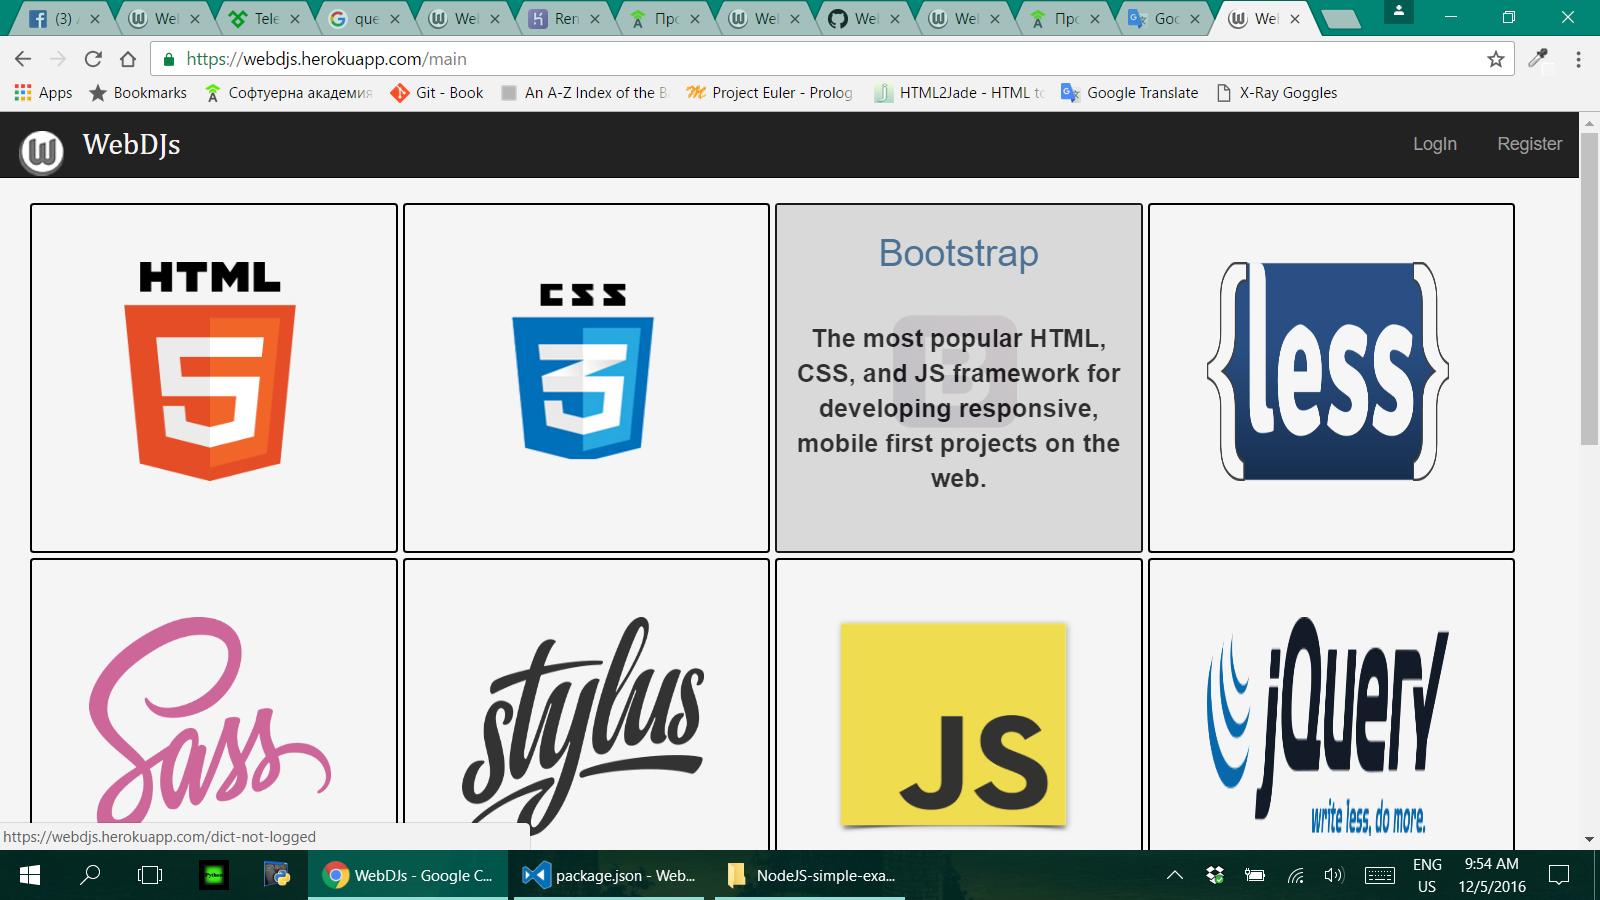 (3)
Wel
Tele
que
Wel
Ren
Про
Wel
Wel
Wel
Про
Goo
Wel
https://webdjs.herokuapp.com/main
Apps
Bookmarks
Софтуерна академия
Git - Book
An A-Z Index of the B
Project Euler - Prolog
HTML2Jade - HTML to
Google Translate
X-Ray Goggles
W WebDJs
LogIn
Register
HTML
5
CSS
3
Bootstrap
B
The most popular HTML,
CSS, and JS framework for
developing responsive,
mobile first projects on the
web.
{less}
Sass
stylus
JS
jQuery
write less, do more.
https://webdjs.herokuapp.com/dict-not-logged
Python
WebDJs - Google C...
package.json - Web...
NodeJS-simple-exa...
ENG
US
9:54 AM
12/5/2016